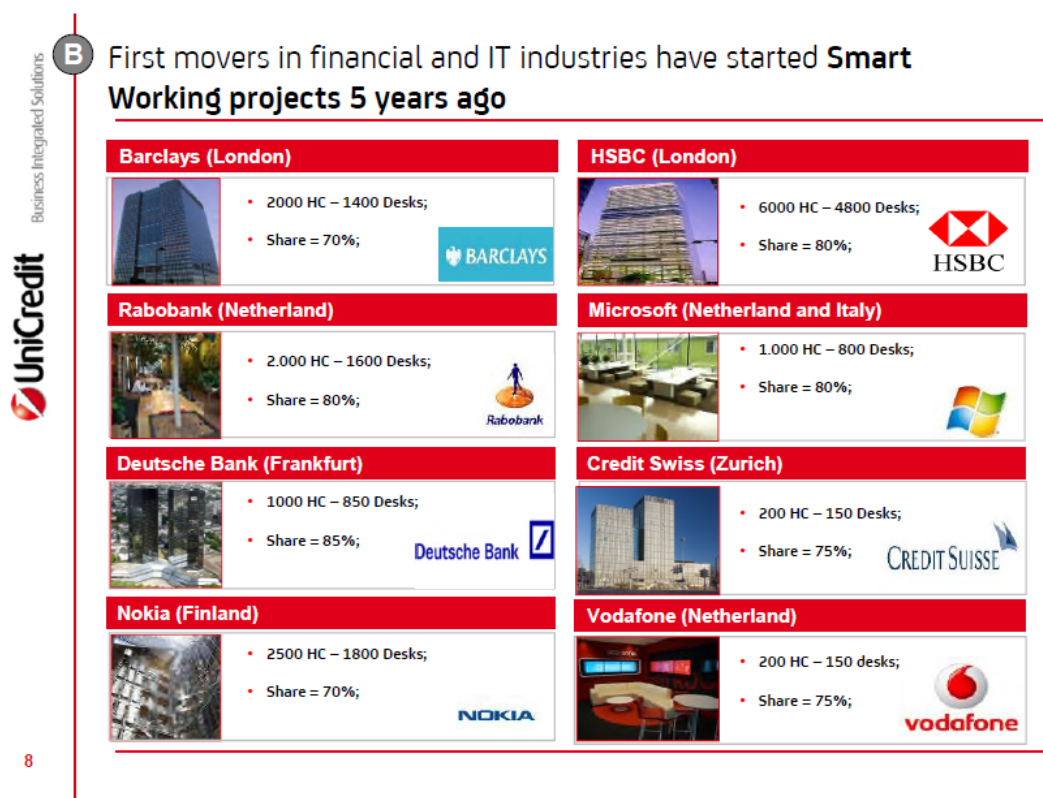 B
First movers in financial and IT industries have started Smart
Working projects 5 years ago
Business Integrated Solutions
UniCredit
Barclays (London)
• 2000 HC – 1400 Desks;
• Share = 70%;
BARCLAYS
HSBC (London)
• 6000 HC – 4800 Desks;
• Share = 80%;
HSBC
Rabobank (Netherland)
• 2.000 HC – 1600 Desks;
• Share = 80%;
Rabobank
Microsoft (Netherland and Italy)
• 1.000 HC – 800 Desks;
• Share = 80%;
Deutsche Bank (Frankfurt)
• 1000 HC – 850 Desks;
• Share = 85%;
Deutsche Bank
Credit Swiss (Zurich)
• 200 HC – 150 Desks;
• Share = 75%;
CREDIT SUISSE
Nokia (Finland)
• 2500 HC – 1800 Desks;
• Share = 70%;
NOKIA
Vodafone (Netherland)
• 200 HC – 150 desks;
• Share = 75%;
vodafone
8